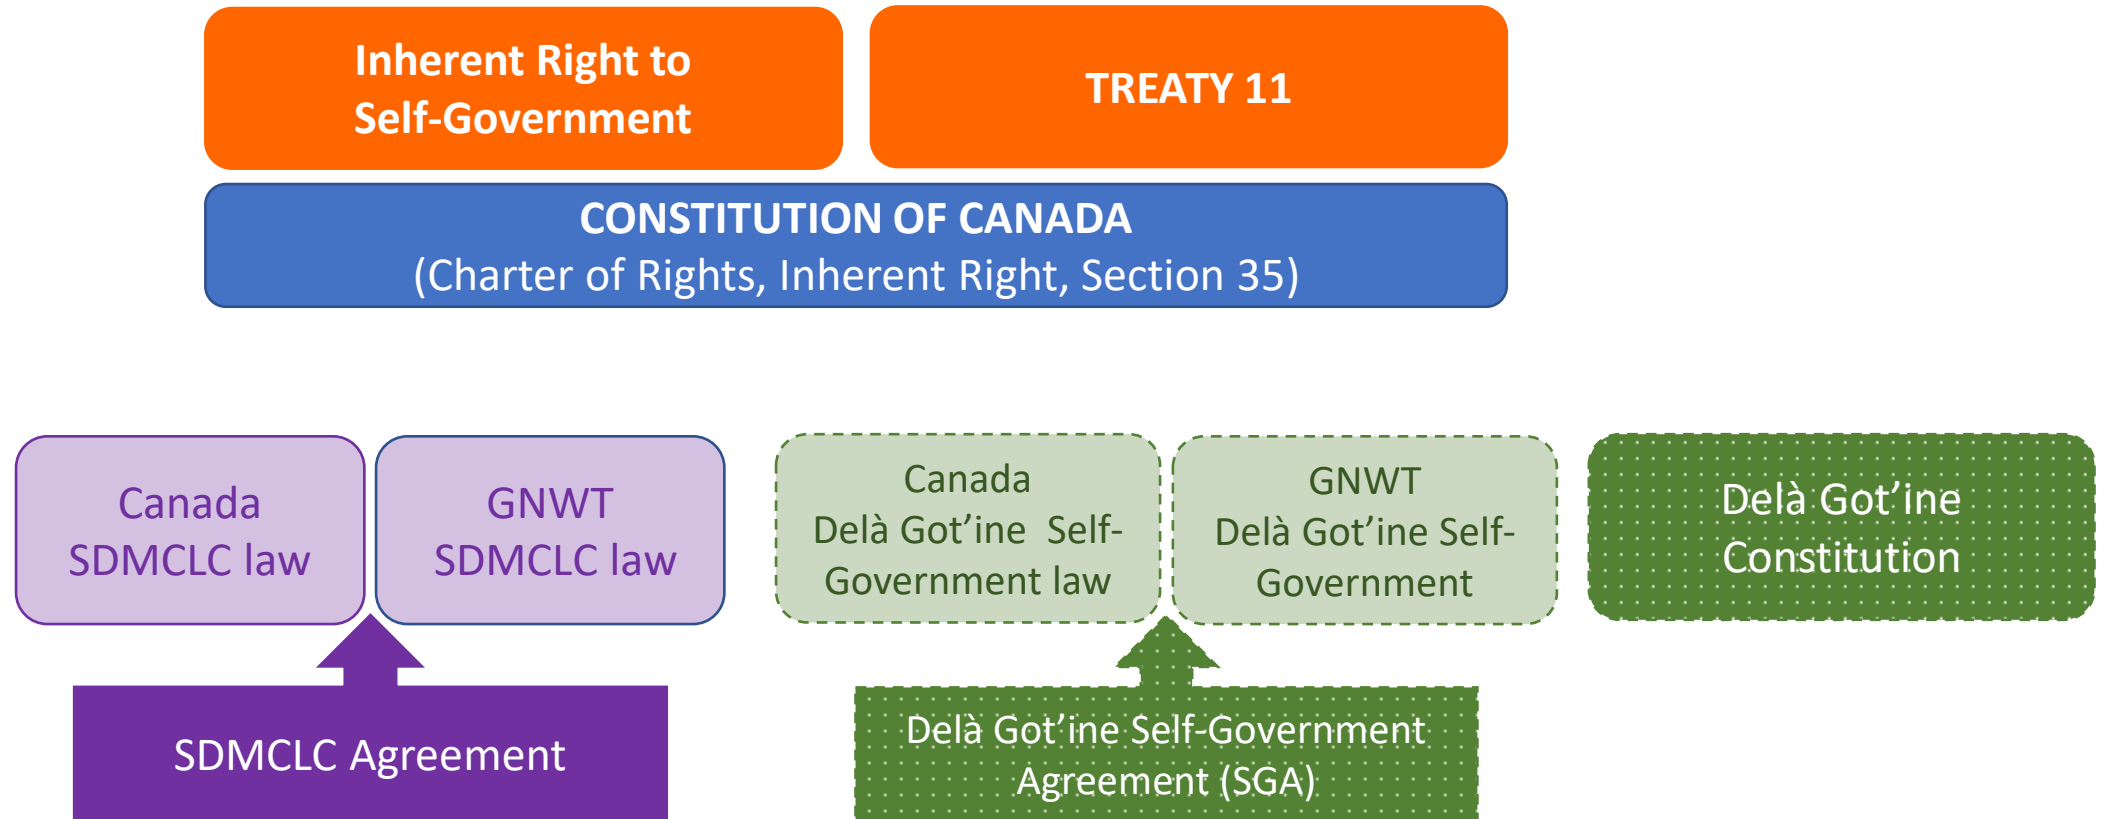 Inherent Right to
Self-Government
TREATY 11
CONSTITUTION OF CANADA
(Charter of Rights, Inherent Right, Section 35)
Canada
SDMCLC law
GNWT
SDMCLC law
Canada
Delà Got’ine  Self-
Government law
GNWT
Delà Got’ine Self-
Government
Delà Got’ine
Constitution
SDMCLC Agreement
Delà Got’ine Self-Government
Agreement (SGA)